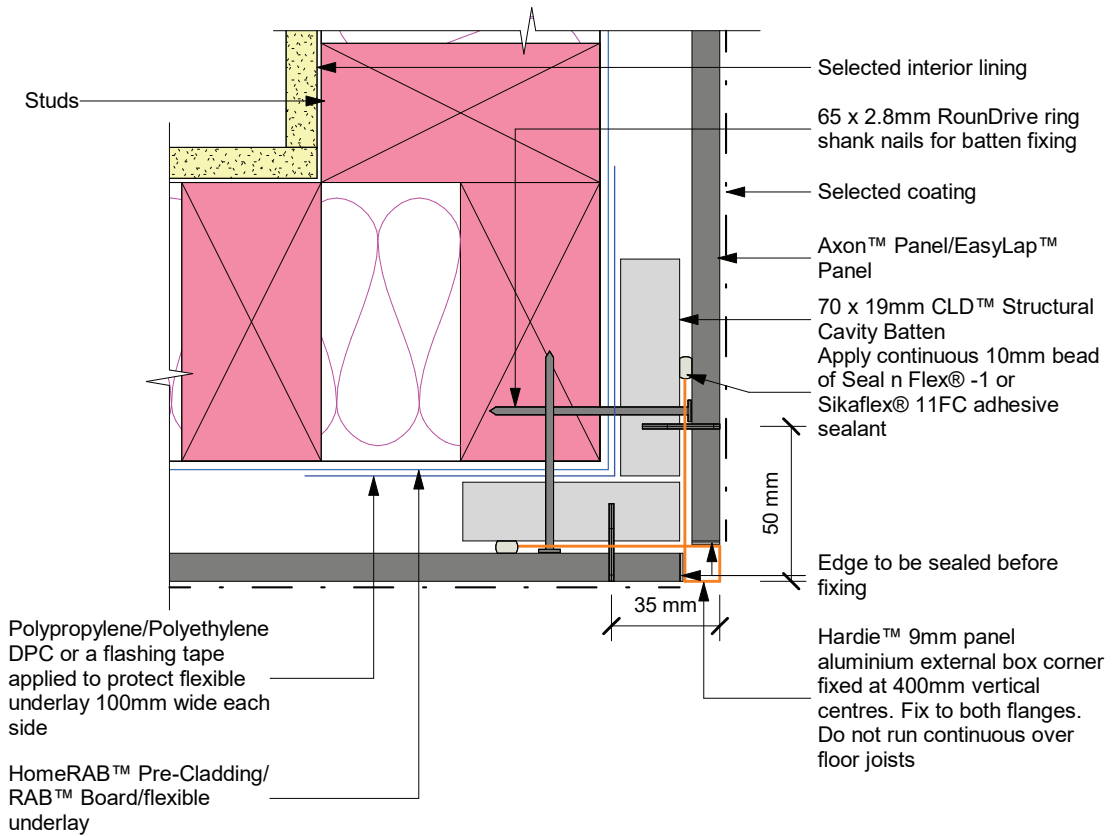 Studs
Selected interior lining
65 x 2.8mm RounDrive ring
shank nails for batten fixing
Selected coating
Axon™ Panel/EasyLap™
Panel
70 x 19mm CLD™ Structural
Cavity Batten
Apply continuous 10mm bead
of Seal n Flex® -1 or
Sikaflex® 11FC adhesive
sealant
50 mm
Edge to be sealed before
fixing
35 mm
Hardie™ 9mm panel
aluminium external box corner
fixed at 400mm vertical
centres. Fix to both flanges.
Do not run continuous over
floor joists
Polypropylene/Polyethylene
DPC or a flashing tape
applied to protect flexible
underlay 100mm wide each
side
HomeRAB™ Pre-Cladding/
RAB™ Board/flexible
underlay